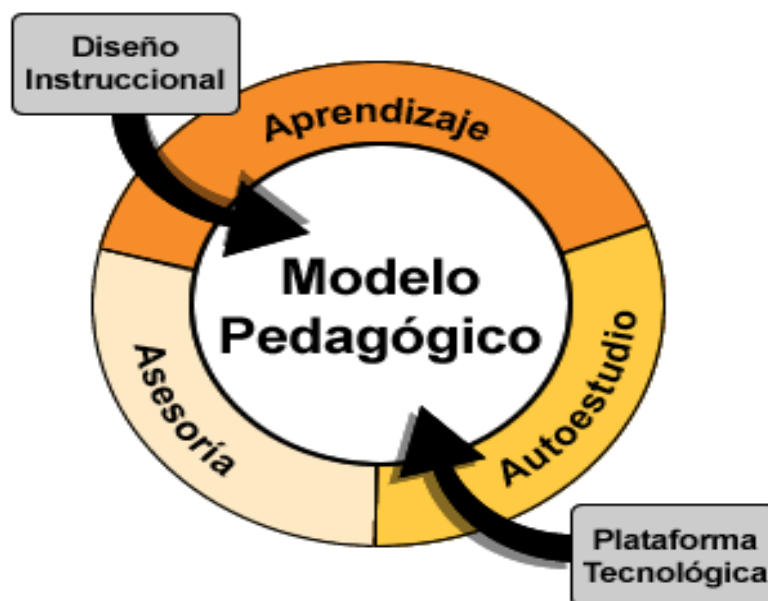 Diseño
Instruccional
Aprendizaje
Modelo
Pedagógico
Asesoría
Autoestudio
Plataforma
Tecnológica